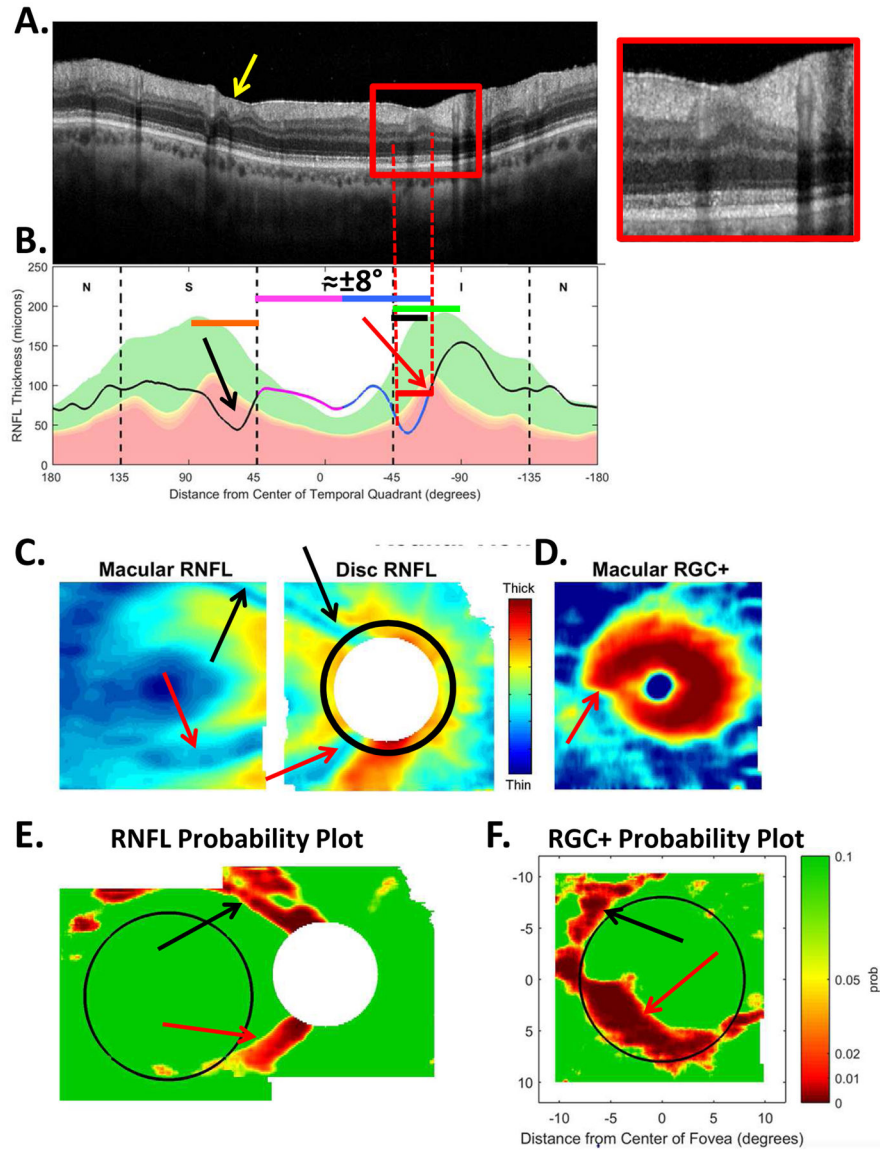 A.
B.
250
200
150
100
50
0
RNFL Thickness (microns)
N
S
T
I
N
≈±8°
180 135 90 45 0 -45 -90 -135 -180
Distance from Center of Temporal Quadrant (degrees)
C.
Macular RNFL
Disc RNFL
Thick
Thin
D.
Macular RGC+
E.
RNFL Probability Plot
F.
RGC+ Probability Plot
-10
-5
0
5
10
-10 -5 0 5 10
Distance from Center of Fovea (degrees)
0.1
0.05
0.02
0.01
0
prob